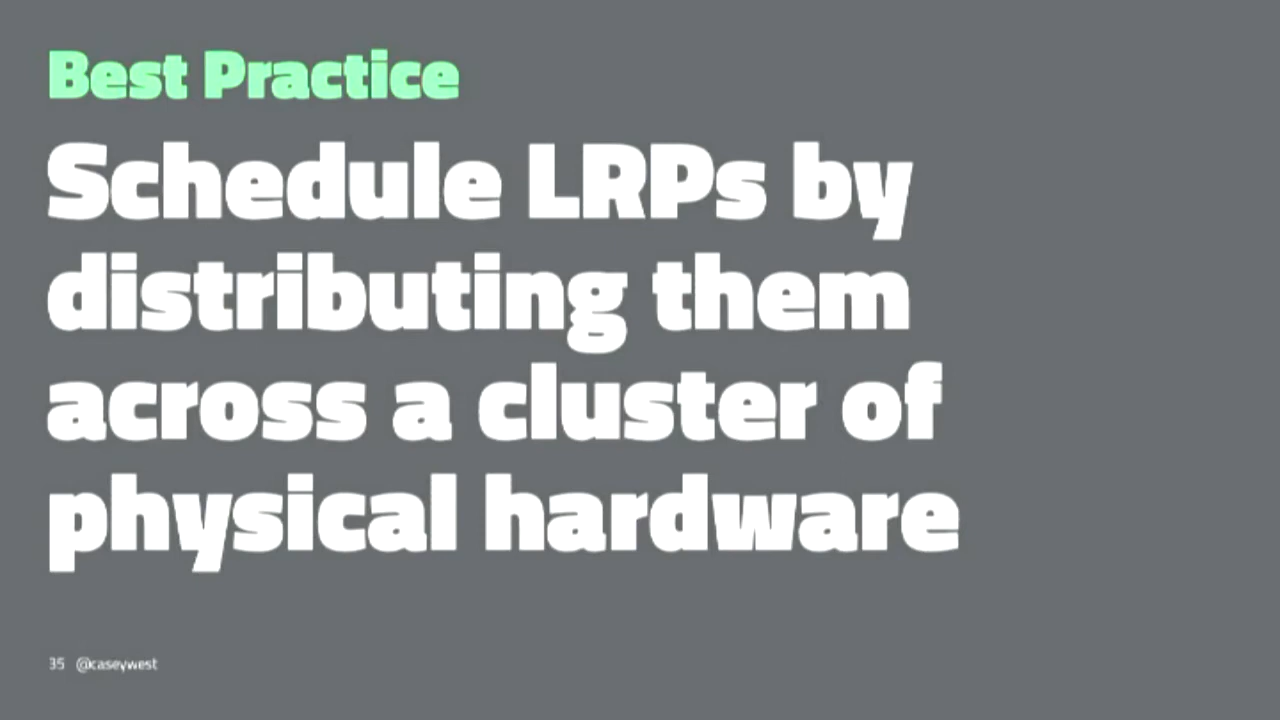 Best Practice
Schedule LRPs by
distributing them
across a cluster of
physical hardware
35 @caseywest